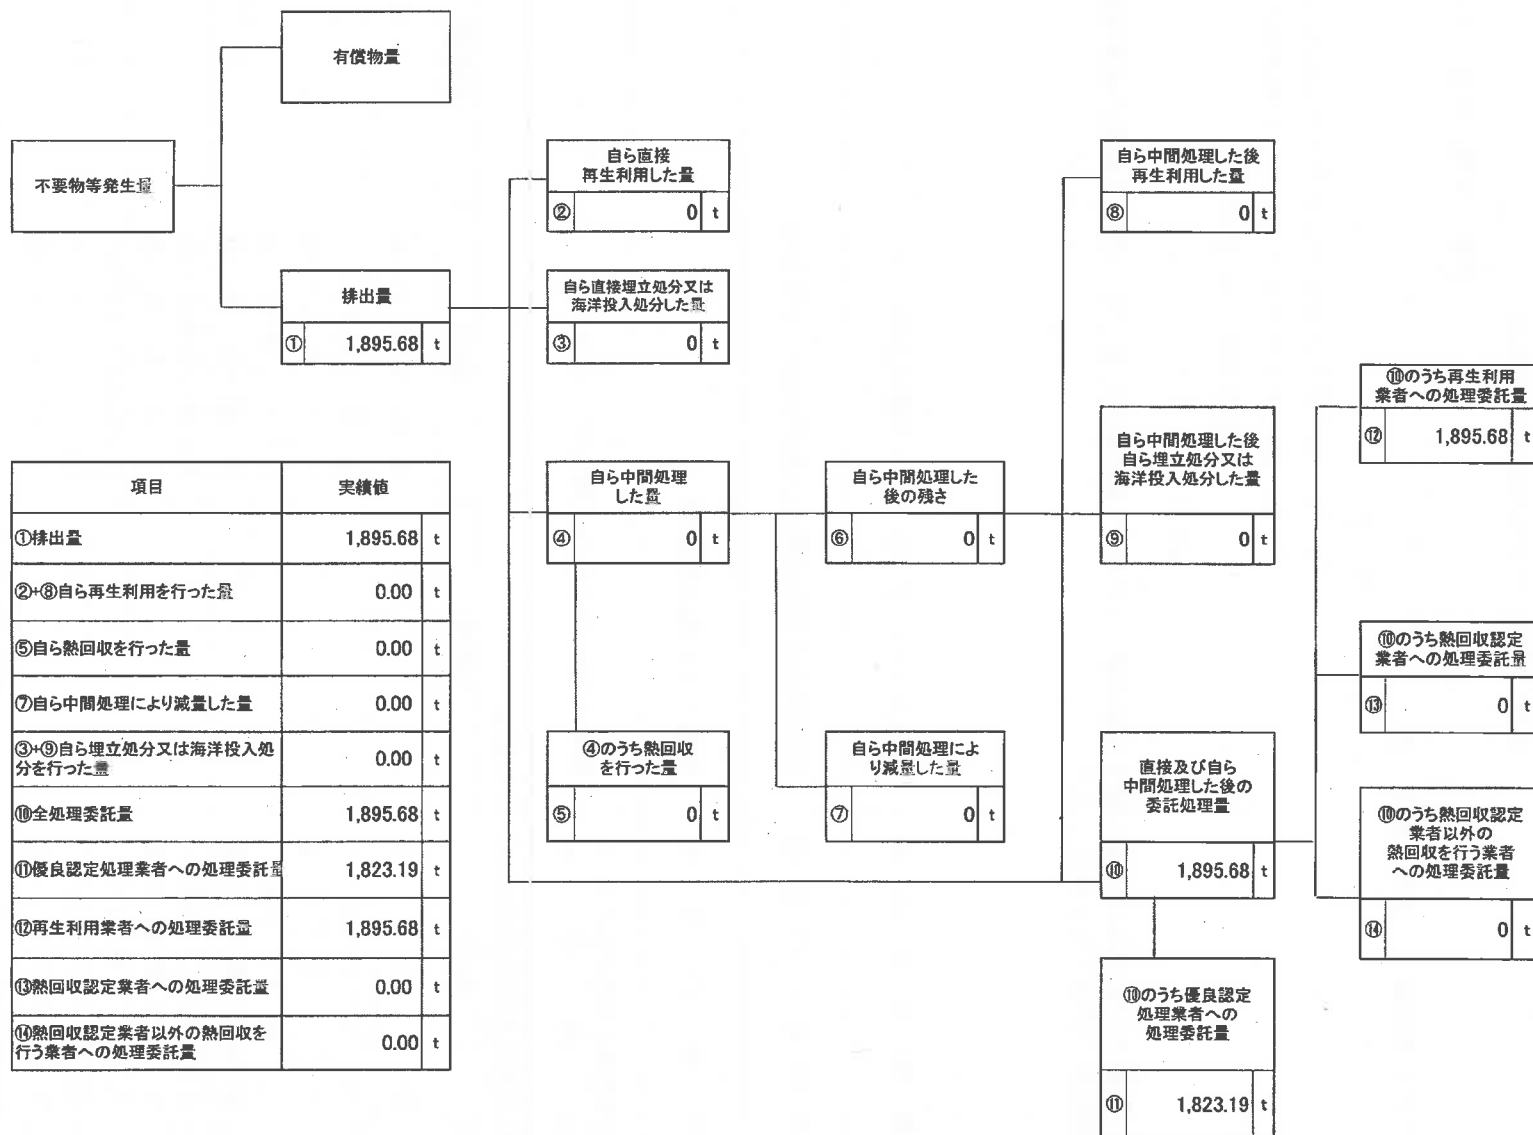 有償物量
不要物等発生量
排出量
① 1,895.68 t
自ら直接
再生利用した量
② 0 t
自ら直接埋立処分又は
海洋投入処分した量
③ 0 t
自ら中間処理
した量
④ 0 t
④のうち熱回収
を行った量
⑤ 0 t
自ら中間処理した
後の残さ
⑥ 0 t
自ら中間処理によ
り減量した量
⑦ 0 t
自ら中間処理した後
再生利用した量
⑧ 0 t
自ら中間処理した後
自ら埋立処分又は
海洋投入処分した量
⑨ 0 t
直接及び自ら
中間処理した後の
委託処理量
⑩ 1,895.68 t
⑩のうち優良認定
処理業者への
処理委託量
⑪ 1,823.19 t
⑩のうち再生利用
業者への処理委託量
⑫ 1,895.68 t
⑩のうち熱回収認定
業者への処理委託量
⑬ 0 t
⑩のうち熱回収認定
業者以外の
熱回収を行う業者
への処理委託量
⑭ 0 t
項目 実績値
①排出量 1,895.68 t
②+⑧自ら再生利用を行った量 0.00 t
⑤自ら熱回収を行った量 0.00 t
⑦自ら中間処理により減量した量 0.00 t
③+⑨自ら埋立処分又は海洋投入処
分を行った量 0.00 t
⑩全処理委託量 1,895.68 t
⑪優良認定処理業者への処理委託量 1,823.19 t
⑫再生利用業者への処理委託量 1,895.68 t
⑬熱回収認定業者への処理委託量 0.00 t
⑭熱回収認定業者以外の熱回収を
行う業者への処理委託量 0.00 t